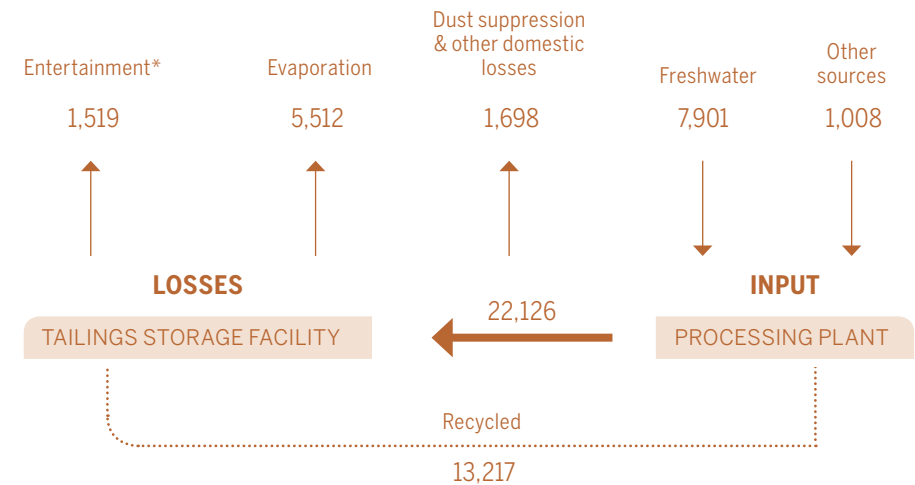 Entertainment*
1,519
Evaporation
5,512
Dust suppression
& other domestic
losses
1,698
Freshwater
7,901
Other
sources
1,008
LOSSES
INPUT
TAILINGS STORAGE FACILITY
22,126
PROCESSING PLANT
Recycled
13,217